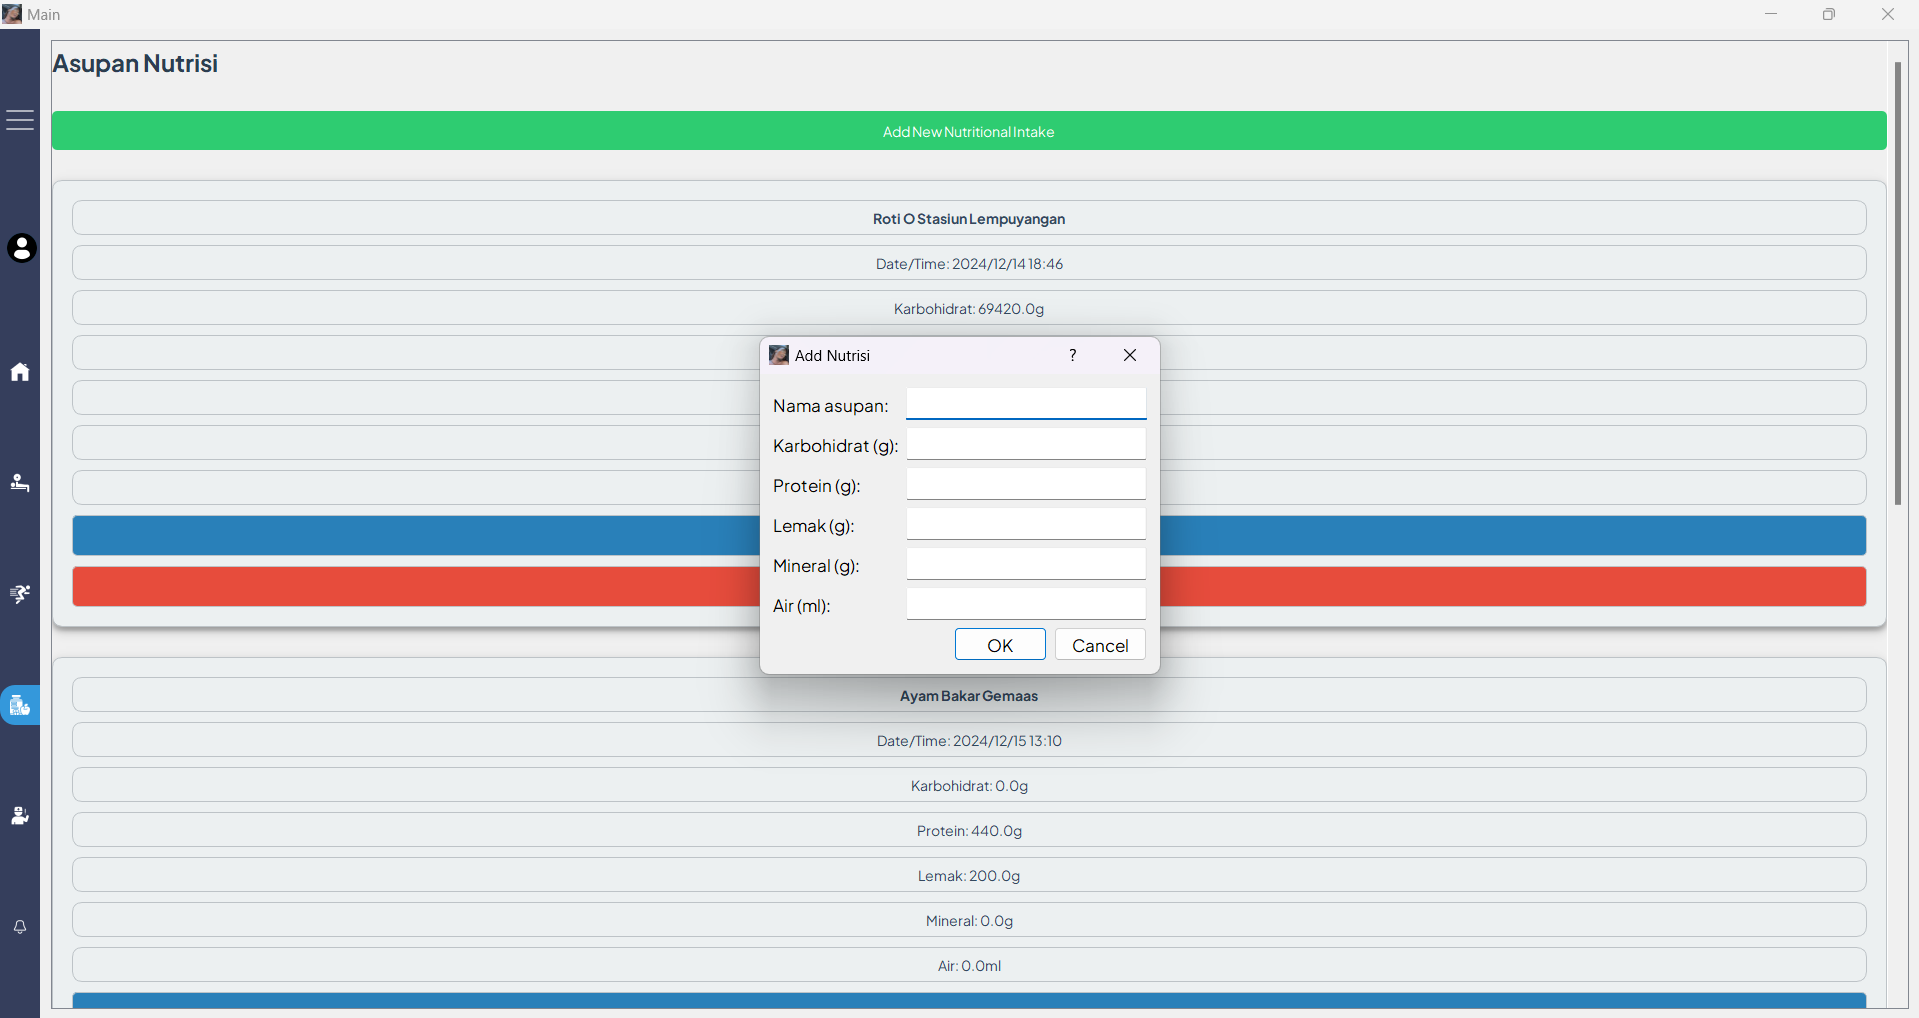 Main
Asupan Nutrisi
Add New Nutritional Intake
Roti O Stasiun Lempuyangan
Date/Time: 2024/12/14 18:46
Karbohidrat: 69420.0g
Add Nutrisi
?
Nama asupan:
Karbohidrat (g):
Protein (g):
Lemak (g):
Mineral (g):
Air (ml):
OK
Cancel
Ayam Bakar Gemaas
Date/Time: 2024/12/15 13:10
Karbohidrat: 0.0g
Protein: 440.0g
Lemak: 200.0g
Mineral: 0.0g
Air: 0.0ml